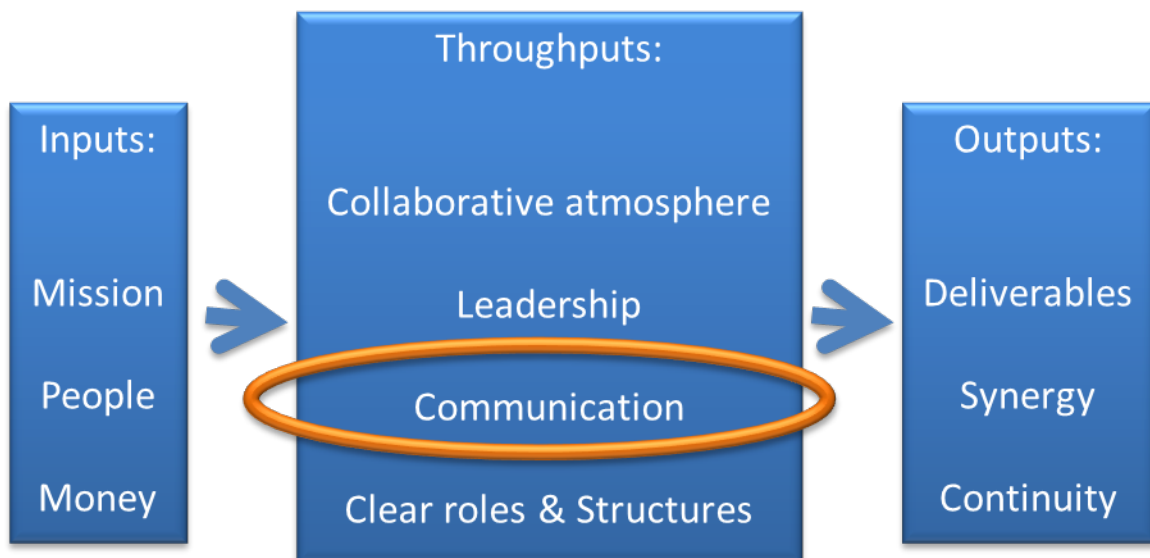 Inputs:
Mission
People
Money
Throughputs:
Collaborative atmosphere
Leadership
Communication
Clear roles & Structures
Outputs:
Deliverables
Synergy
Continuity